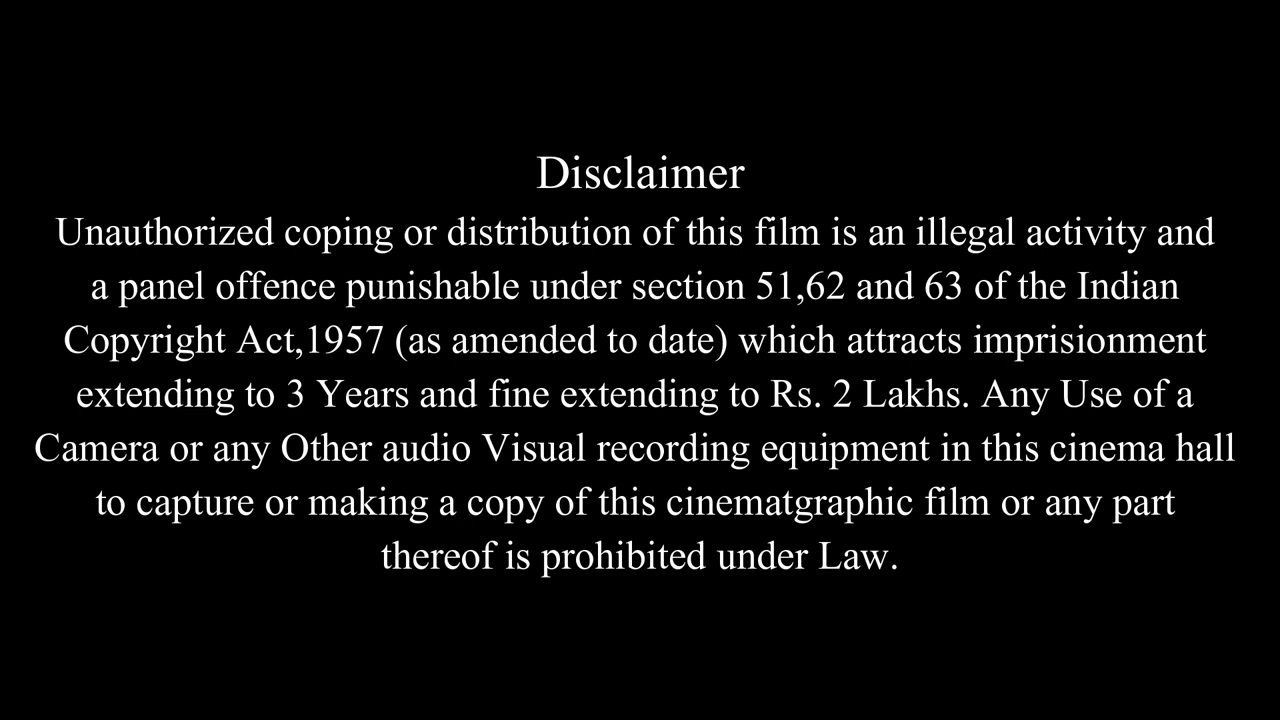 Disclaimer
Unauthorized coping or distribution of this film is an illegal activity and
a panel offence punishable under section 51,62 and 63 of the Indian
Copyright Act,1957 (as amended to date) which attracts imprisionment
extending to 3 Years and fine extending to Rs. 2 Lakhs. Any Use of a
Camera or any Other audio Visual recording equipment in this cinema hall
to capture or making a copy of this cinematgraphic film or any part
thereof is prohibited under Law.